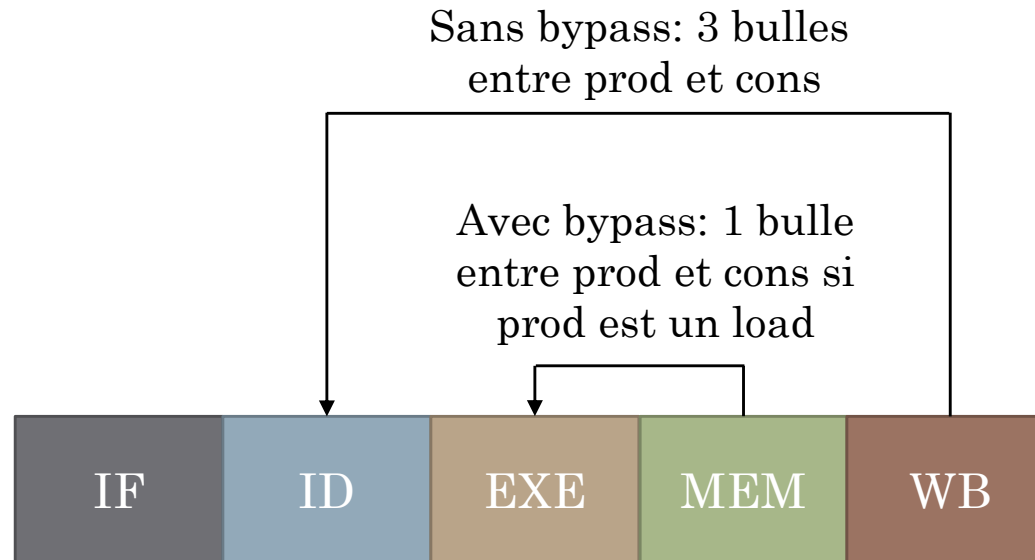 Sans bypass: 3 bulles
entre prod et cons
Avec bypass: 1 bulle
entre prod et cons si
prod est un load
IF ID EXE MEM WB